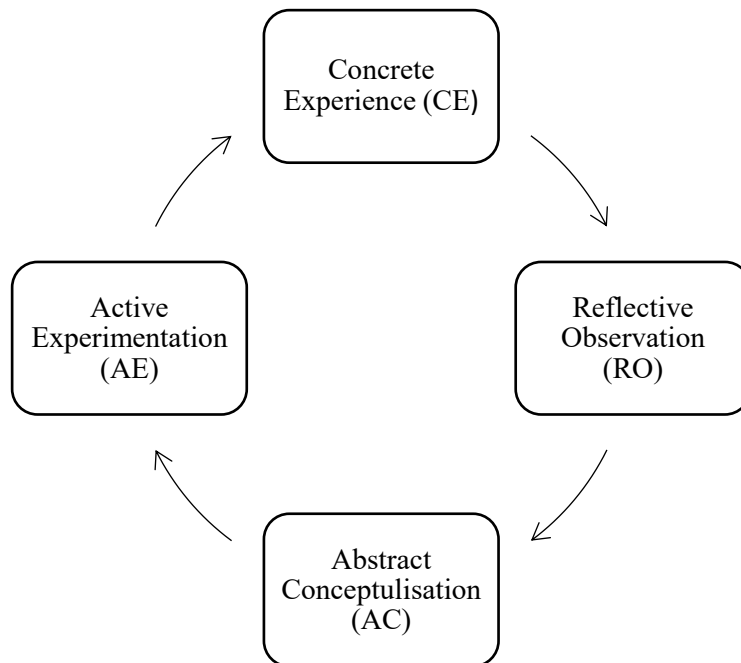 Concrete
Experience (CE)
Reflective
Observation
(RO)
Abstract
Conceptulisation
(AC)
Active
Experimentation
(AE)